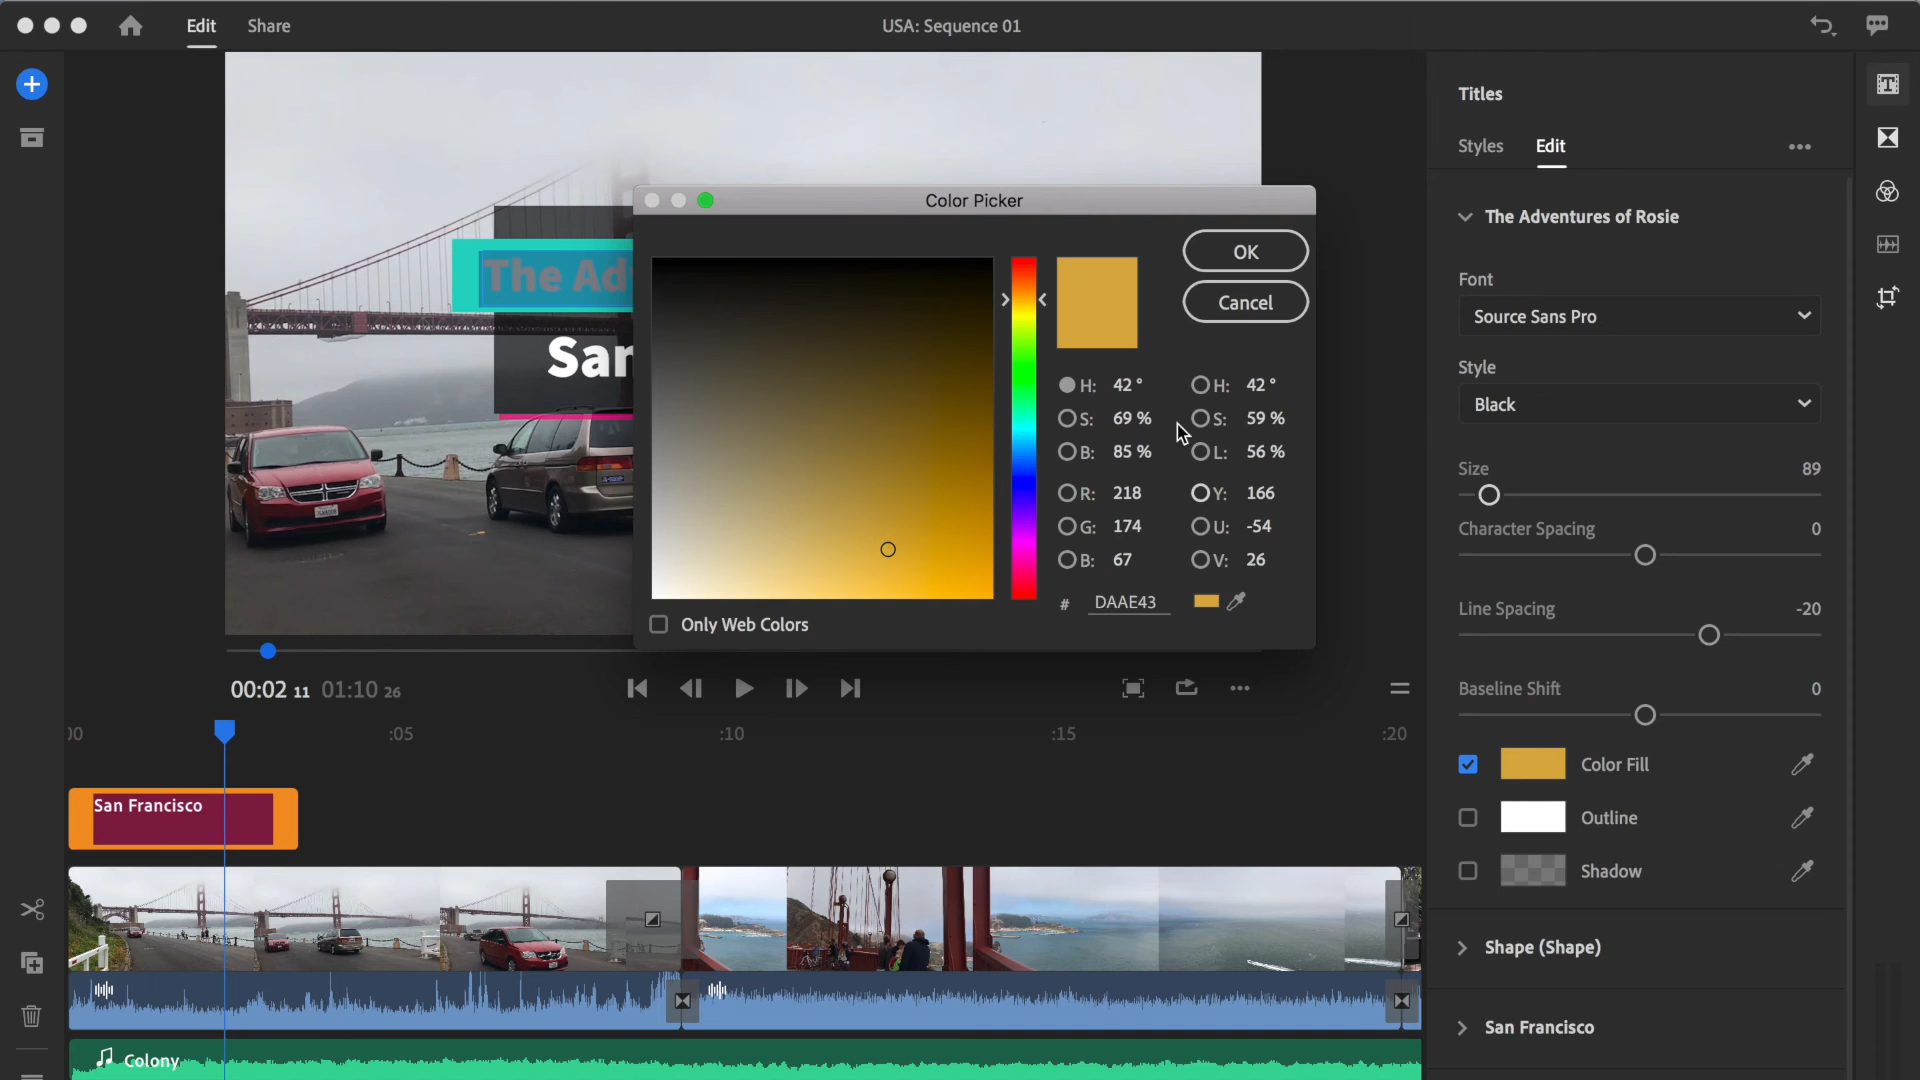 Edit
Share
USA: Sequence 01
The Ad
San
Color Picker
OK
Cancel
H: 42 °
H: 42 °
S: 69 %
S: 59 %
B: 85 %
L: 56 %
R: 218
Y: 166
G: 174
U: -54
B: 67
V: 26
# DAAE43
Only Web Colors
Titles
Styles
Edit
The Adventures of Rosie
Font
Source Sans Pro
Style
Black
Size 89
Character Spacing 0
Line Spacing -20
Baseline Shift 0
Color Fill
Outline
Shadow
Shape (Shape)
San Francisco
00:02 11 01:10 26
:05
:10
:15
:20
San Francisco
Colony